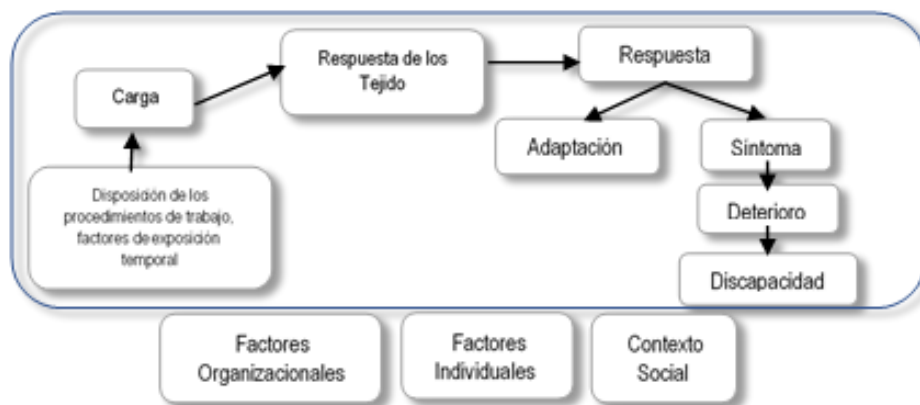 Carga
Respuesta de los
Tejido
Respuesta
Adaptación
Síntoma
Disposición de los
procedimientos de trabajo,
factores de exposición
temporal
Deterioro
Discapacidad
Factores
Organizacionales
Factores
Individuales
Contexto
Social